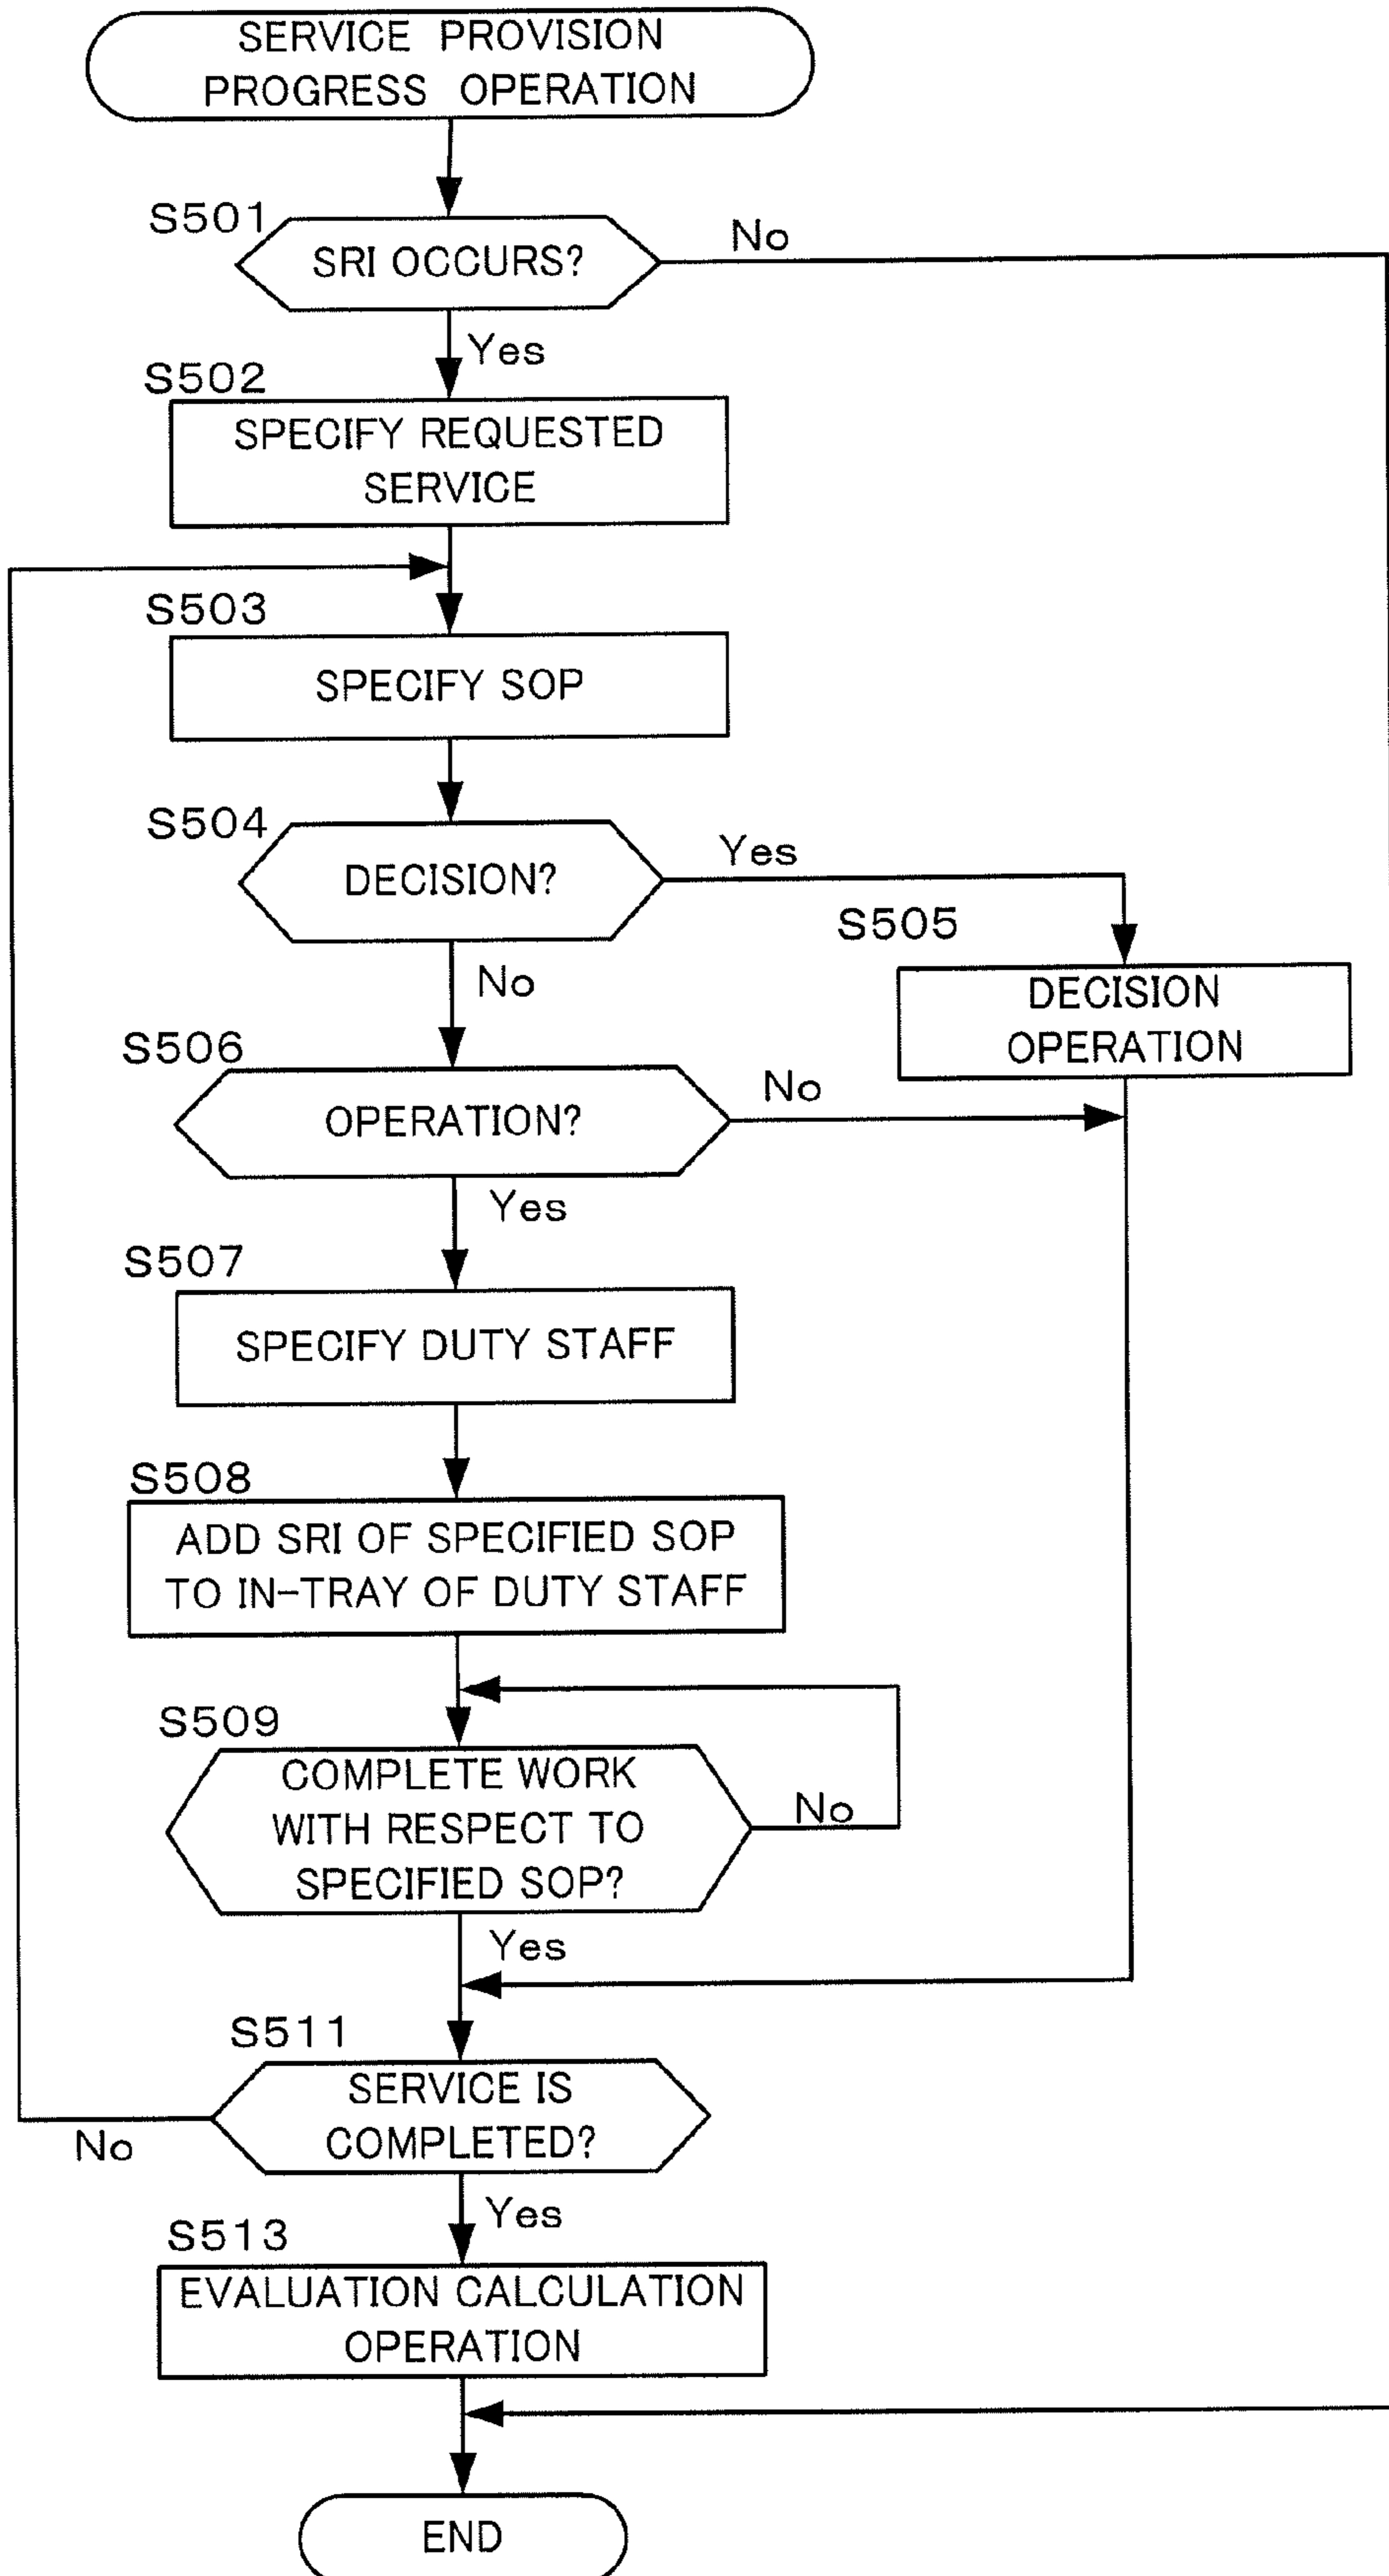 SERVICE PROVISION
PROGRESS OPERATION
S501
SRI OCCURS?
No
Yes
S502
SPECIFY REQUESTED
SERVICE
S503
SPECIFY SOP
S504
DECISION?
Yes
No
S505
DECISION
OPERATION
S506
OPERATION?
No
Yes
S507
SPECIFY DUTY STAFF
S508
ADD SRI OF SPECIFIED SOP
TO IN-TRAY OF DUTY STAFF
S509
COMPLETE WORK
WITH RESPECT TO
SPECIFIED SOP?
No
Yes
S511
SERVICE IS
COMPLETED?
No
Yes
S513
EVALUATION CALCULATION
OPERATION
END